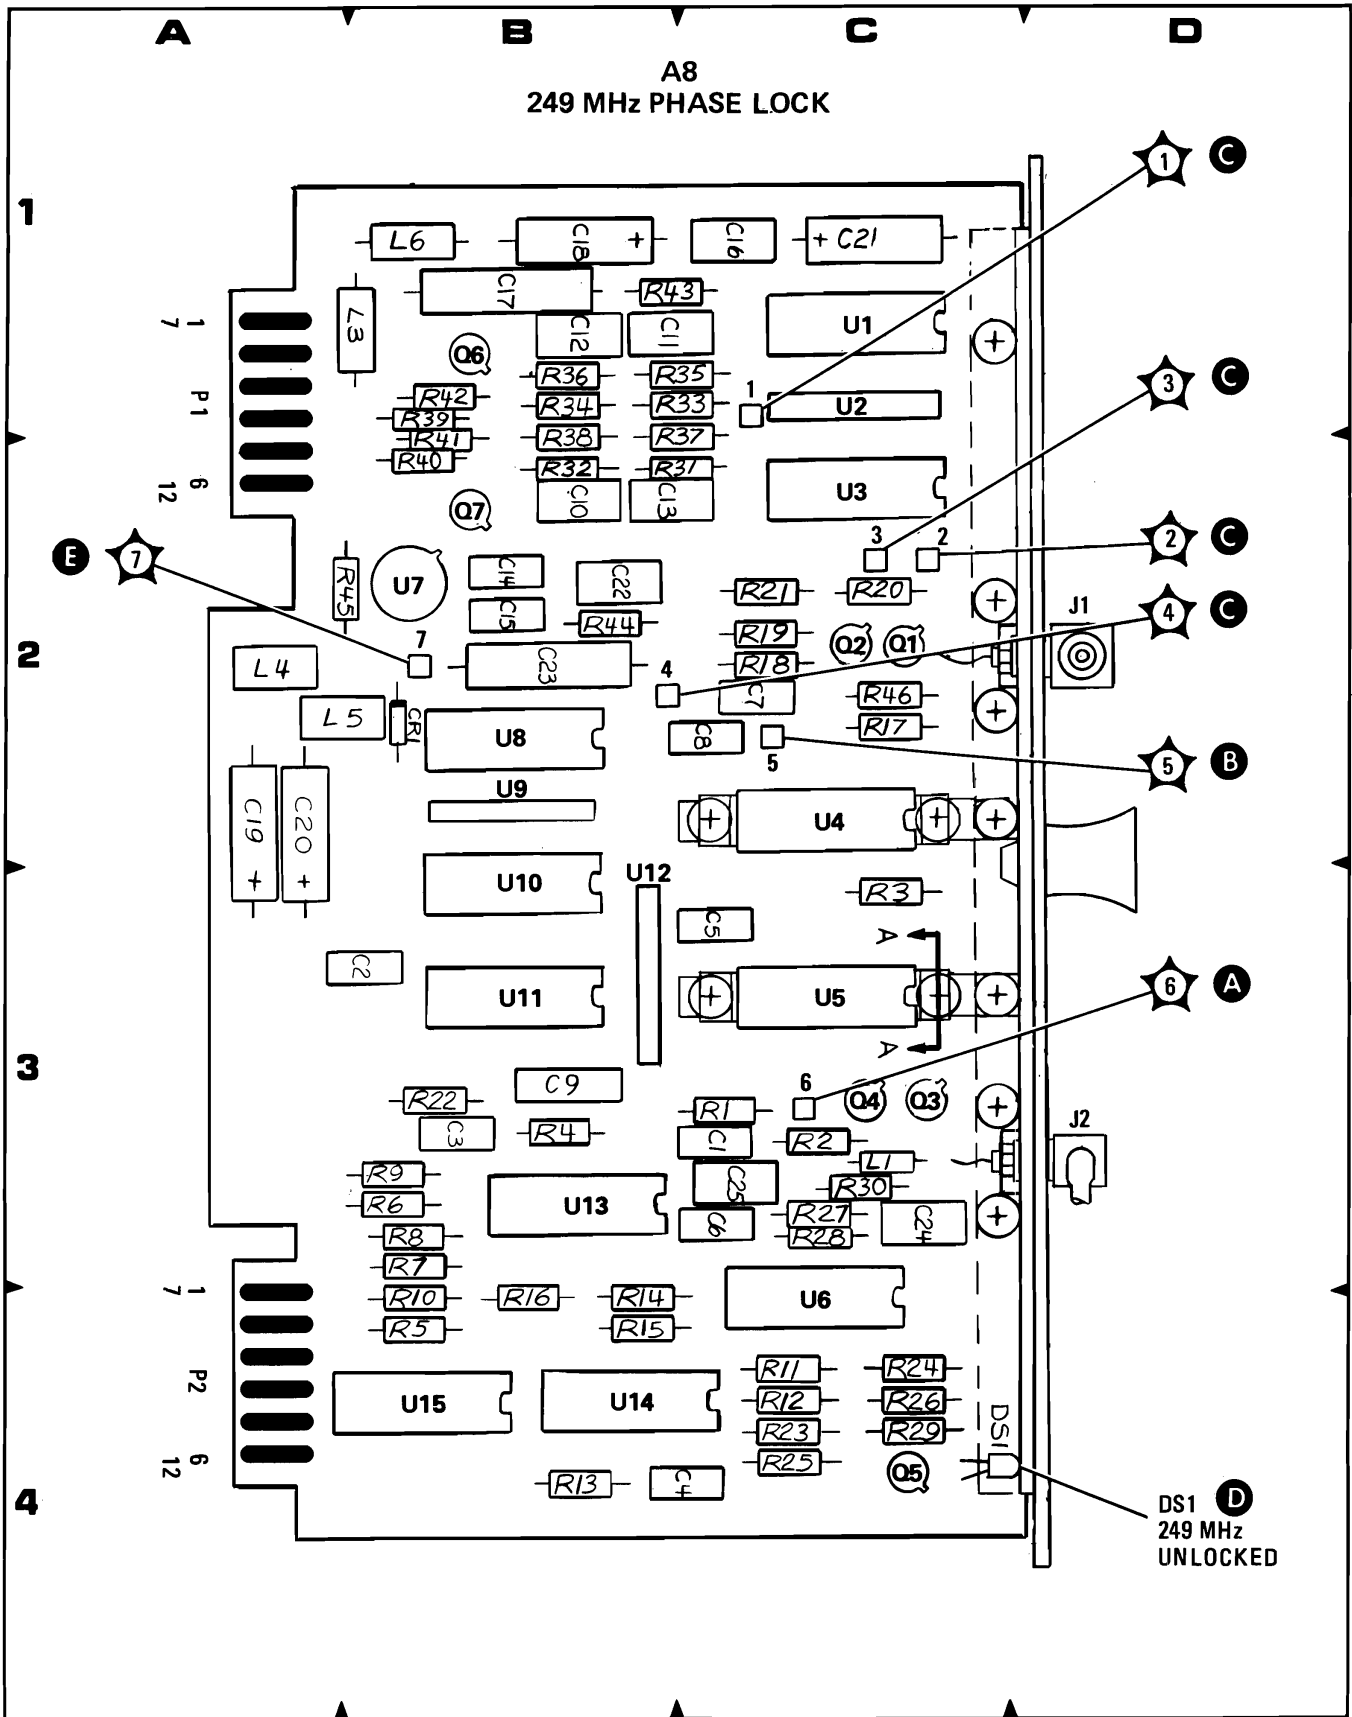 A B C D
A8
249 MHz PHASE LOCK
1 C
1
L6 C18 + C16 + C21
C17 R43
1 7 L3 C12 C11 U1
Q6
R36 R35 3 C
P1 R42 R34 1 R33 U2
R39
R41 R38 R37
R40 R32 R31
6 12 C10 C13 U3
Q7
3 2 2 C
E 7
R45 U7 C14 C22 R21 R20
C15 R44 4 C
J1
R19 Q2 Q1
2
7 C23 4 R18
L4 C7 R46
L5 CR1 U8 C8 R17
5 5 B
U9
C19 + C20 + U4
U10 U12 R3
C5 A
C2 U11 U5 6 A
A
3
C9 6
R22 R1 Q4 Q3
C3 R4 C1 R2 J2
L1
R9 C25 R30
R6 U13 C6 R27 C24
R8 R28
R7
1 7 R10 R16 R14 U6
R5 R15
P2 R11 R24
U15 U14 R12 R26
R23 R29 DS1
6 12 R25
R13 C4 Q5
4
DS1 D
249 MHz
UNLOCKED